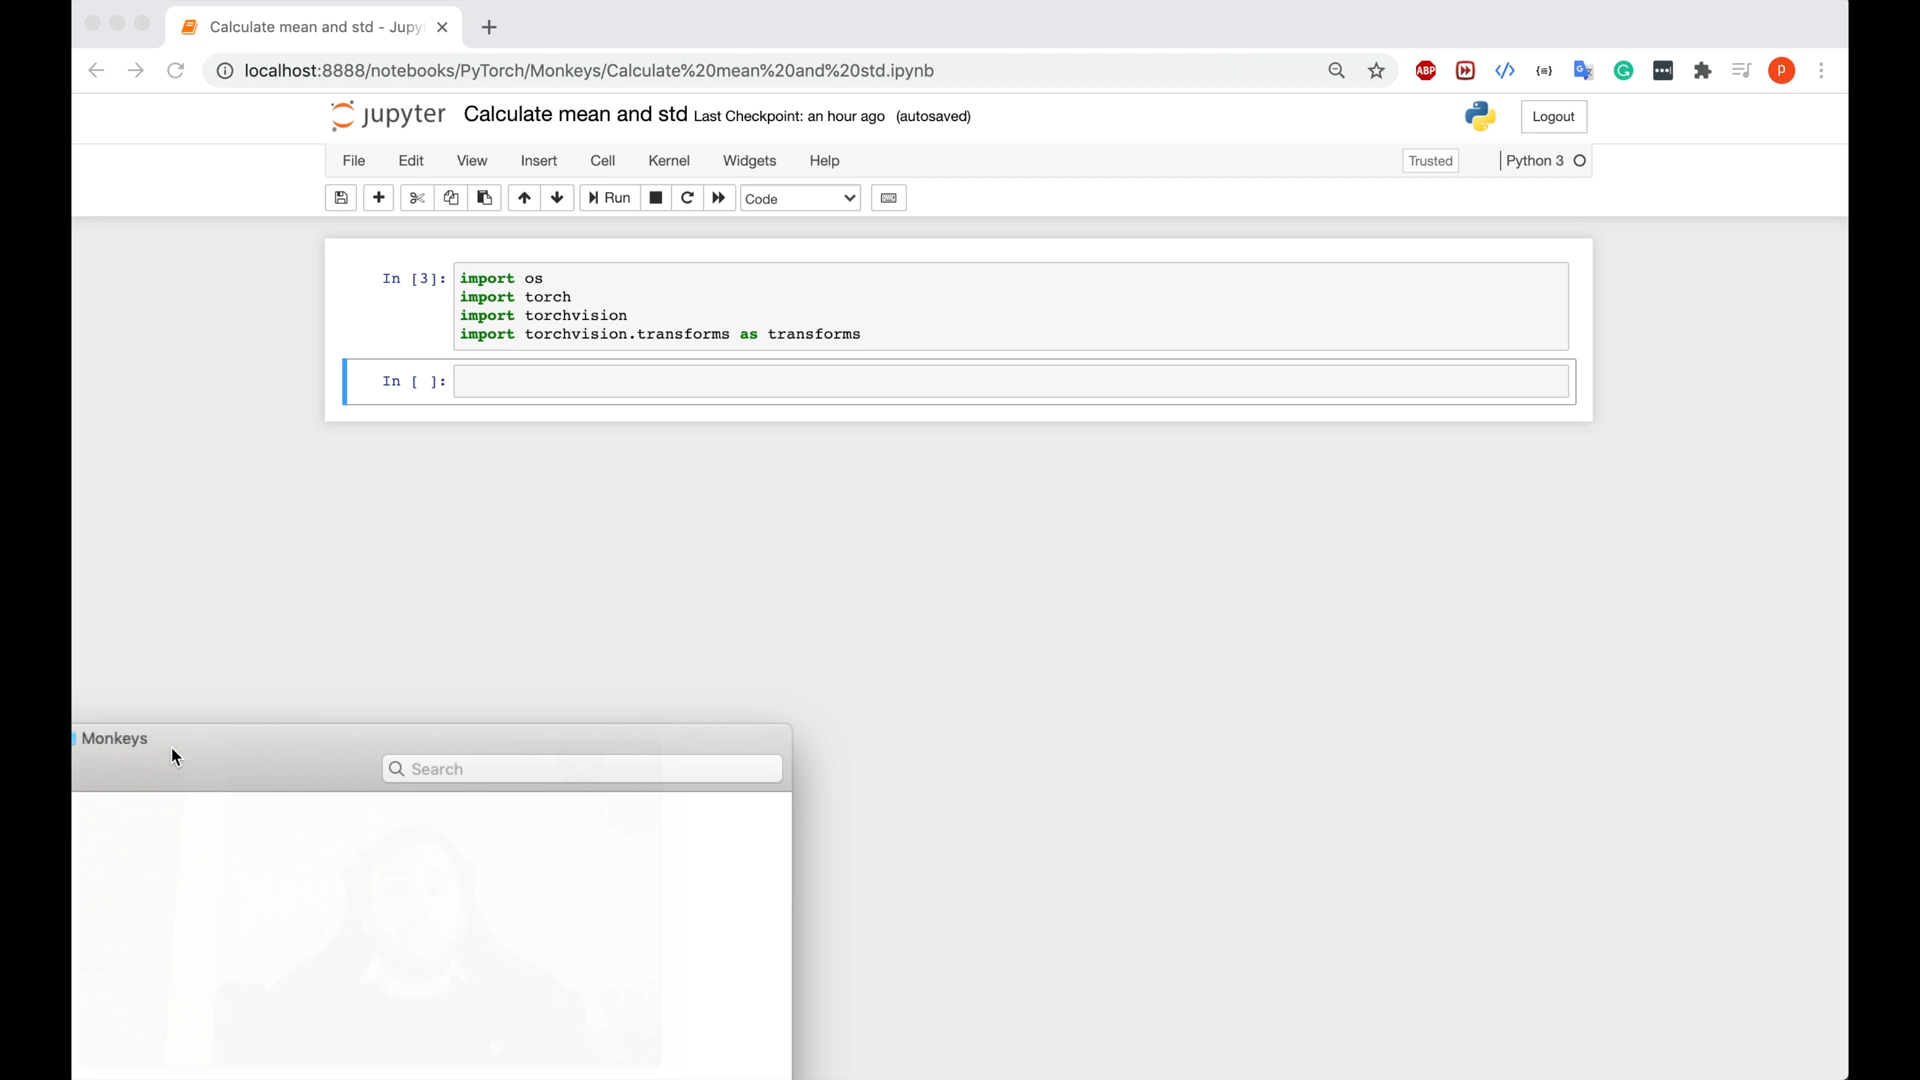 Calculate mean and std - Jupy
localhost:8888/notebooks/PyTorch/Monkeys/Calculate%20mean%20and%20std.ipynb
ABP
P
jupyter Calculate mean and std Last Checkpoint: an hour ago (autosaved)
Logout
File Edit View Insert Cell Kernel Widgets Help
Trusted
Python 3
Run
Code
In [3]: import os
import torch
import torchvision
import torchvision.transforms as transforms
In [ ]:
Monkeys
Search